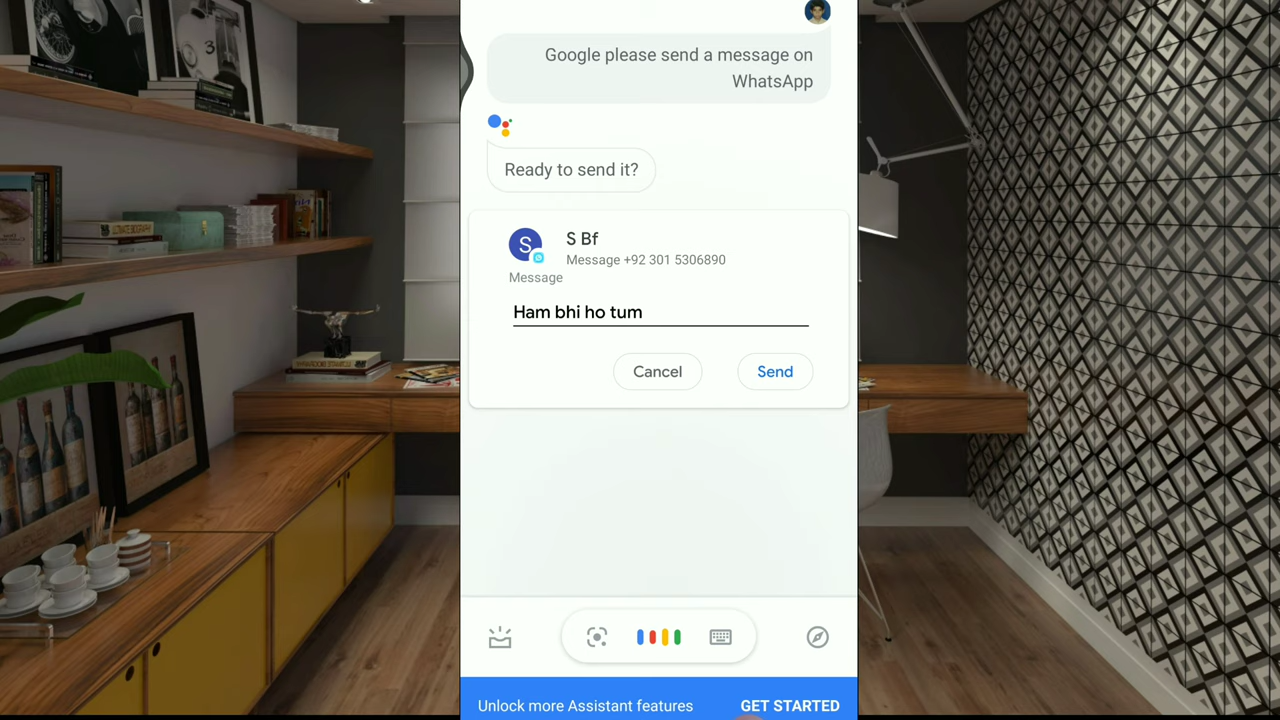 Google please send a message on
WhatsApp
Ready to send it?
S
S Bf
Message +92 301 5306890
Message
Ham bhi ho tum
Cancel
Send
Unlock more Assistant features
GET STARTED
3